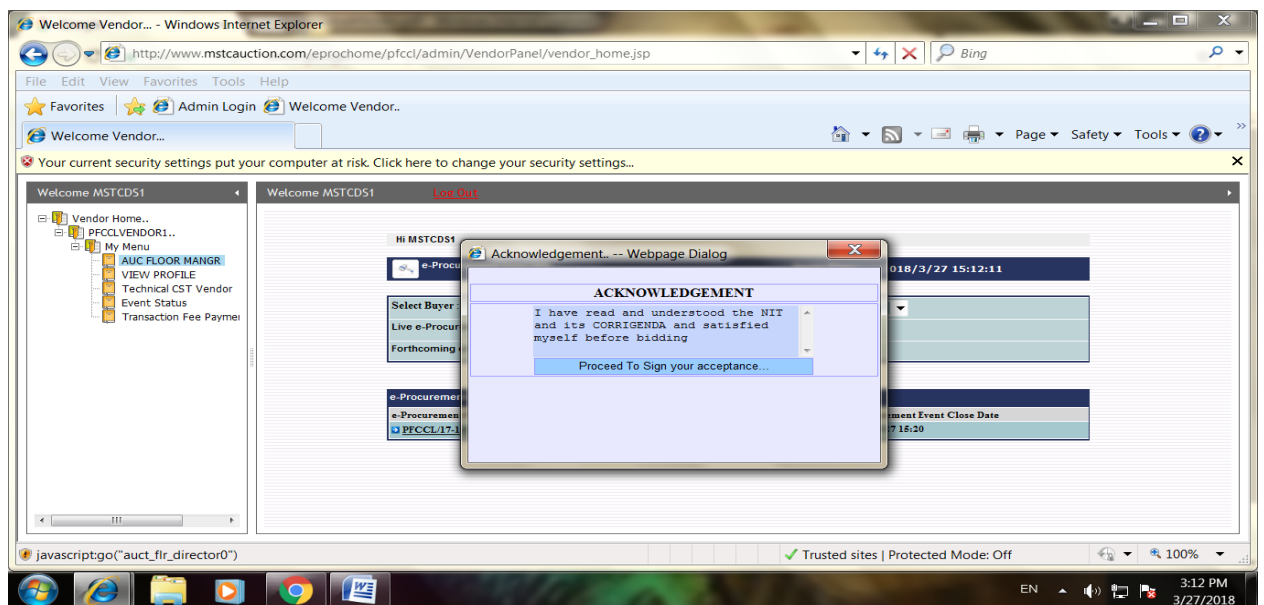 Welcome Vendor... - Windows Internet Explorer
http://www.mstcauction.com/eprochome/pfccl/admin/VendorPanel/vendor_home.jsp
Bing
File Edit View Favorites Tools Help
Favorites Admin Login Welcome Vendor..
Welcome Vendor...
Page Safety Tools
Your current security settings put your computer at risk. Click here to change your security settings...
Welcome MSTCDS1
Welcome MSTCDS1 Log Out
Vendor Home..
PFCCLVENDOR1..
My Menu
AUC FLOOR MANGR
VIEW PROFILE
Technical CST Vendor
Event Status
Transaction Fee Paymer
Hi MSTCDS1
e-Procu
018/3/27 15:12:11
Select Buyer :
Live e-Procur
Forthcoming
e-Procuremen
e-Procuremen
ement Event Close Date
PFCCL/17-1
7 15:20
Acknowledgement.. -- Webpage Dialog
ACKNOWLEDGEMENT
I have read and understood the NIT
and its CORRIGENDA and satisfied
myself before bidding
Proceed To Sign your acceptance...
javascript:go("auct_flr_director0")
Trusted sites | Protected Mode: Off
100%
EN
3:12 PM
3/27/2018